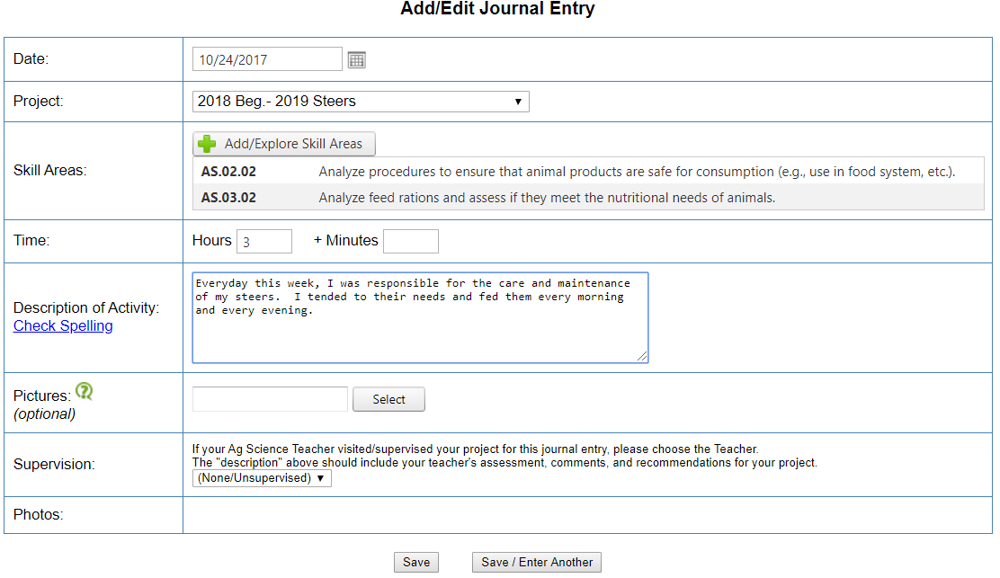 Add/Edit Journal Entry
Date:
10/24/2017
Project:
2018 Beg.- 2019 Steers
Skill Areas:
Add/Explore Skill Areas
AS.02.02 Analyze procedures to ensure that animal products are safe for consumption (e.g., use in food system, etc.).
AS.03.02 Analyze feed rations and assess if they meet the nutritional needs of animals.
Time:
Hours 3 + Minutes
Description of Activity:
Check Spelling
Everyday this week, I was responsible for the care and maintenance
of my steers.  I tended to their needs and fed them every morning
and every evening.
Pictures:
(optional)
Select
Supervision:
If your Ag Science Teacher visited/supervised your project for this journal entry, please choose the Teacher.
The "description" above should include your teacher's assessment, comments, and recommendations for your project.
(None/Unsupervised)
Photos:
Save Save / Enter Another